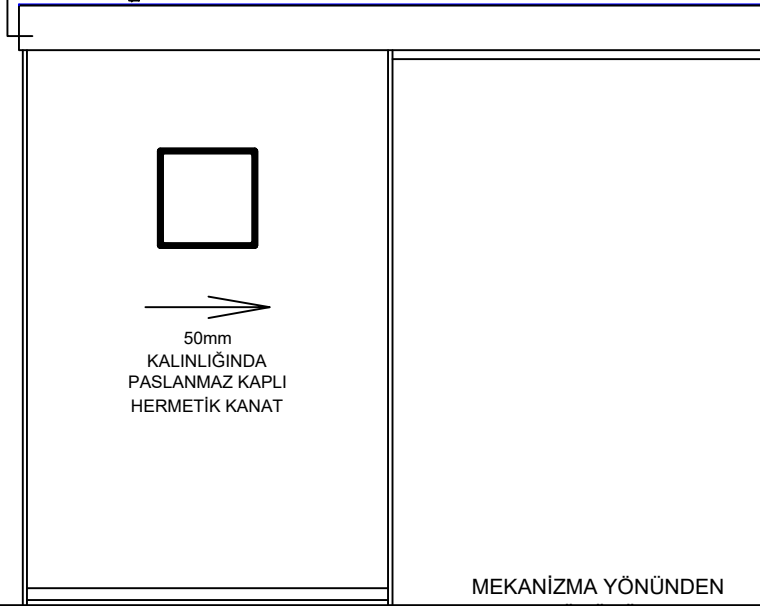 50mm
KALINLIĞINDA
PASLANMAZ KAPLI
HERMETİK KANAT
MEKANİZMA YÖNÜNDEN